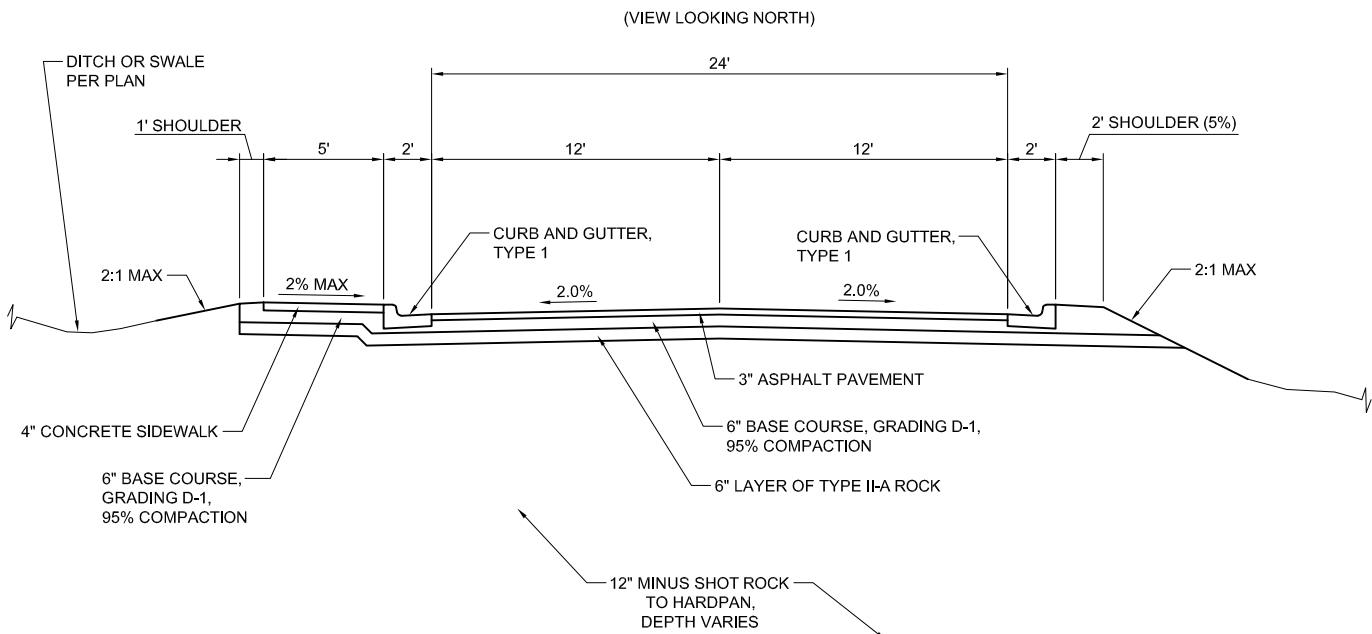 (VIEW LOOKING NORTH)
DITCH OR SWALE
PER PLAN
24'
1' SHOULDER
2' SHOULDER (5%)
5'
2'
12'
12'
2'
CURB AND GUTTER,
TYPE 1
CURB AND GUTTER,
TYPE 1
2:1 MAX
2% MAX
2.0%
2.0%
2:1 MAX
3" ASPHALT PAVEMENT
4" CONCRETE SIDEWALK
6" BASE COURSE, GRADING D-1,
95% COMPACTION
6" BASE COURSE,
GRADING D-1,
95% COMPACTION
6" LAYER OF TYPE II-A ROCK
12" MINUS SHOT ROCK
TO HARDPAN,
DEPTH VARIES